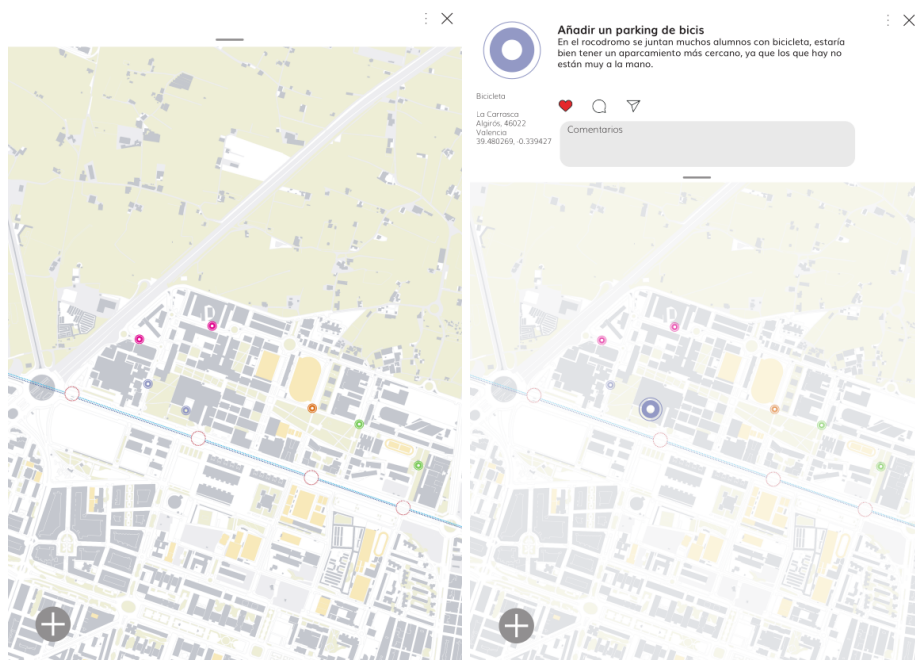 Añadir un parking de bicis
En el rocodromo se juntan muchos alumnos con bicicleta, estaría
bien tener un aparcamiento más cercano, ya que los que hay no
están muy a la mano.
Bicicleta
La Carrasca
Algirós, 46022
Valencia
39.480269, -0.339427
Comentarios